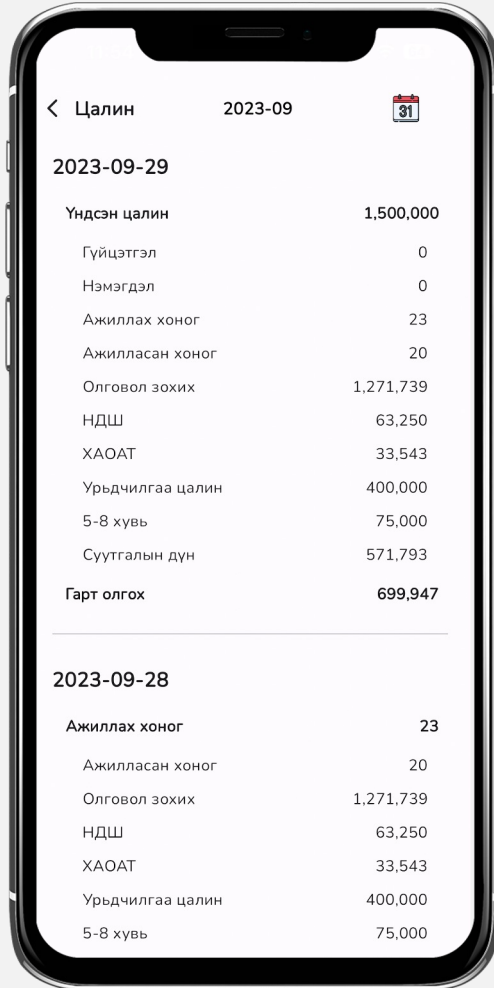 Цалин 2023-09 31
2023-09-29
Үндсэн цалин 1,500,000
Гүйцэтгэл 0
Нэмэгдэл 0
Ажиллах хоног 23
Ажилласан хоног 20
Олговол зохих 1,271,739
НДШ 63,250
ХАОАТ 33,543
Урьдчилгаа цалин 400,000
5-8 хувь 75,000
Суутгалын дүн 571,793
Гарт олгох 699,947
2023-09-28
Ажиллах хоног 23
Ажилласан хоног 20
Олговол зохих 1,271,739
НДШ 63,250
ХАОАТ 33,543
Урьдчилгаа цалин 400,000
5-8 хувь 75,000